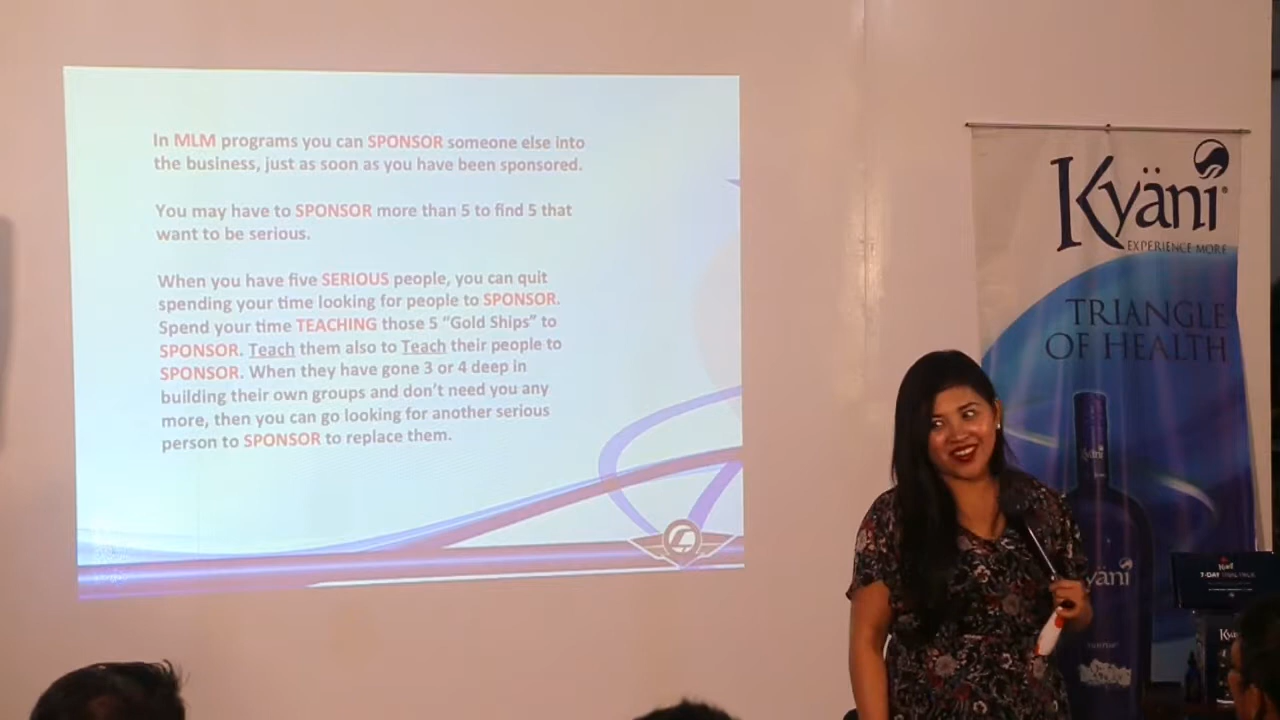 In MLM programs you can SPONSOR someone else into
the business, just as soon as you have been sponsored.
You may have to SPONSOR more than 5 to find 5 that
want to be serious.
When you have five SERIOUS people, you can quit
spending your time looking for people to SPONSOR.
Spend your time TEACHING those 5 "Gold Ships" to
SPONSOR. Teach them also to Teach their people to
SPONSOR. When they have gone 3 or 4 deep in
building their own groups and don't need you any
more, then you can go looking for another serious
person to SPONSOR to replace them.
Kyäni®
EXPERIENCE MORE
TRIANGLE
OF HEALTH
Kyäni
yäni
7-DAY TRIAL PACK